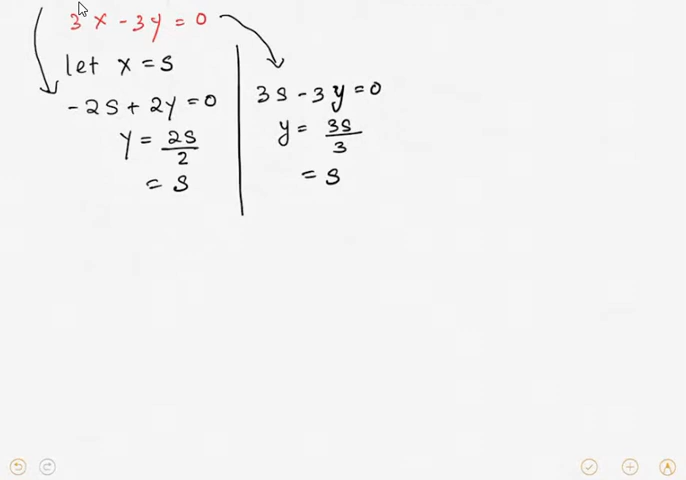 3x - 3y = 0
let x = s
-2s + 2y = 0
y = 2s/2
= s
3s - 3y = 0
y = 3s/3
= s